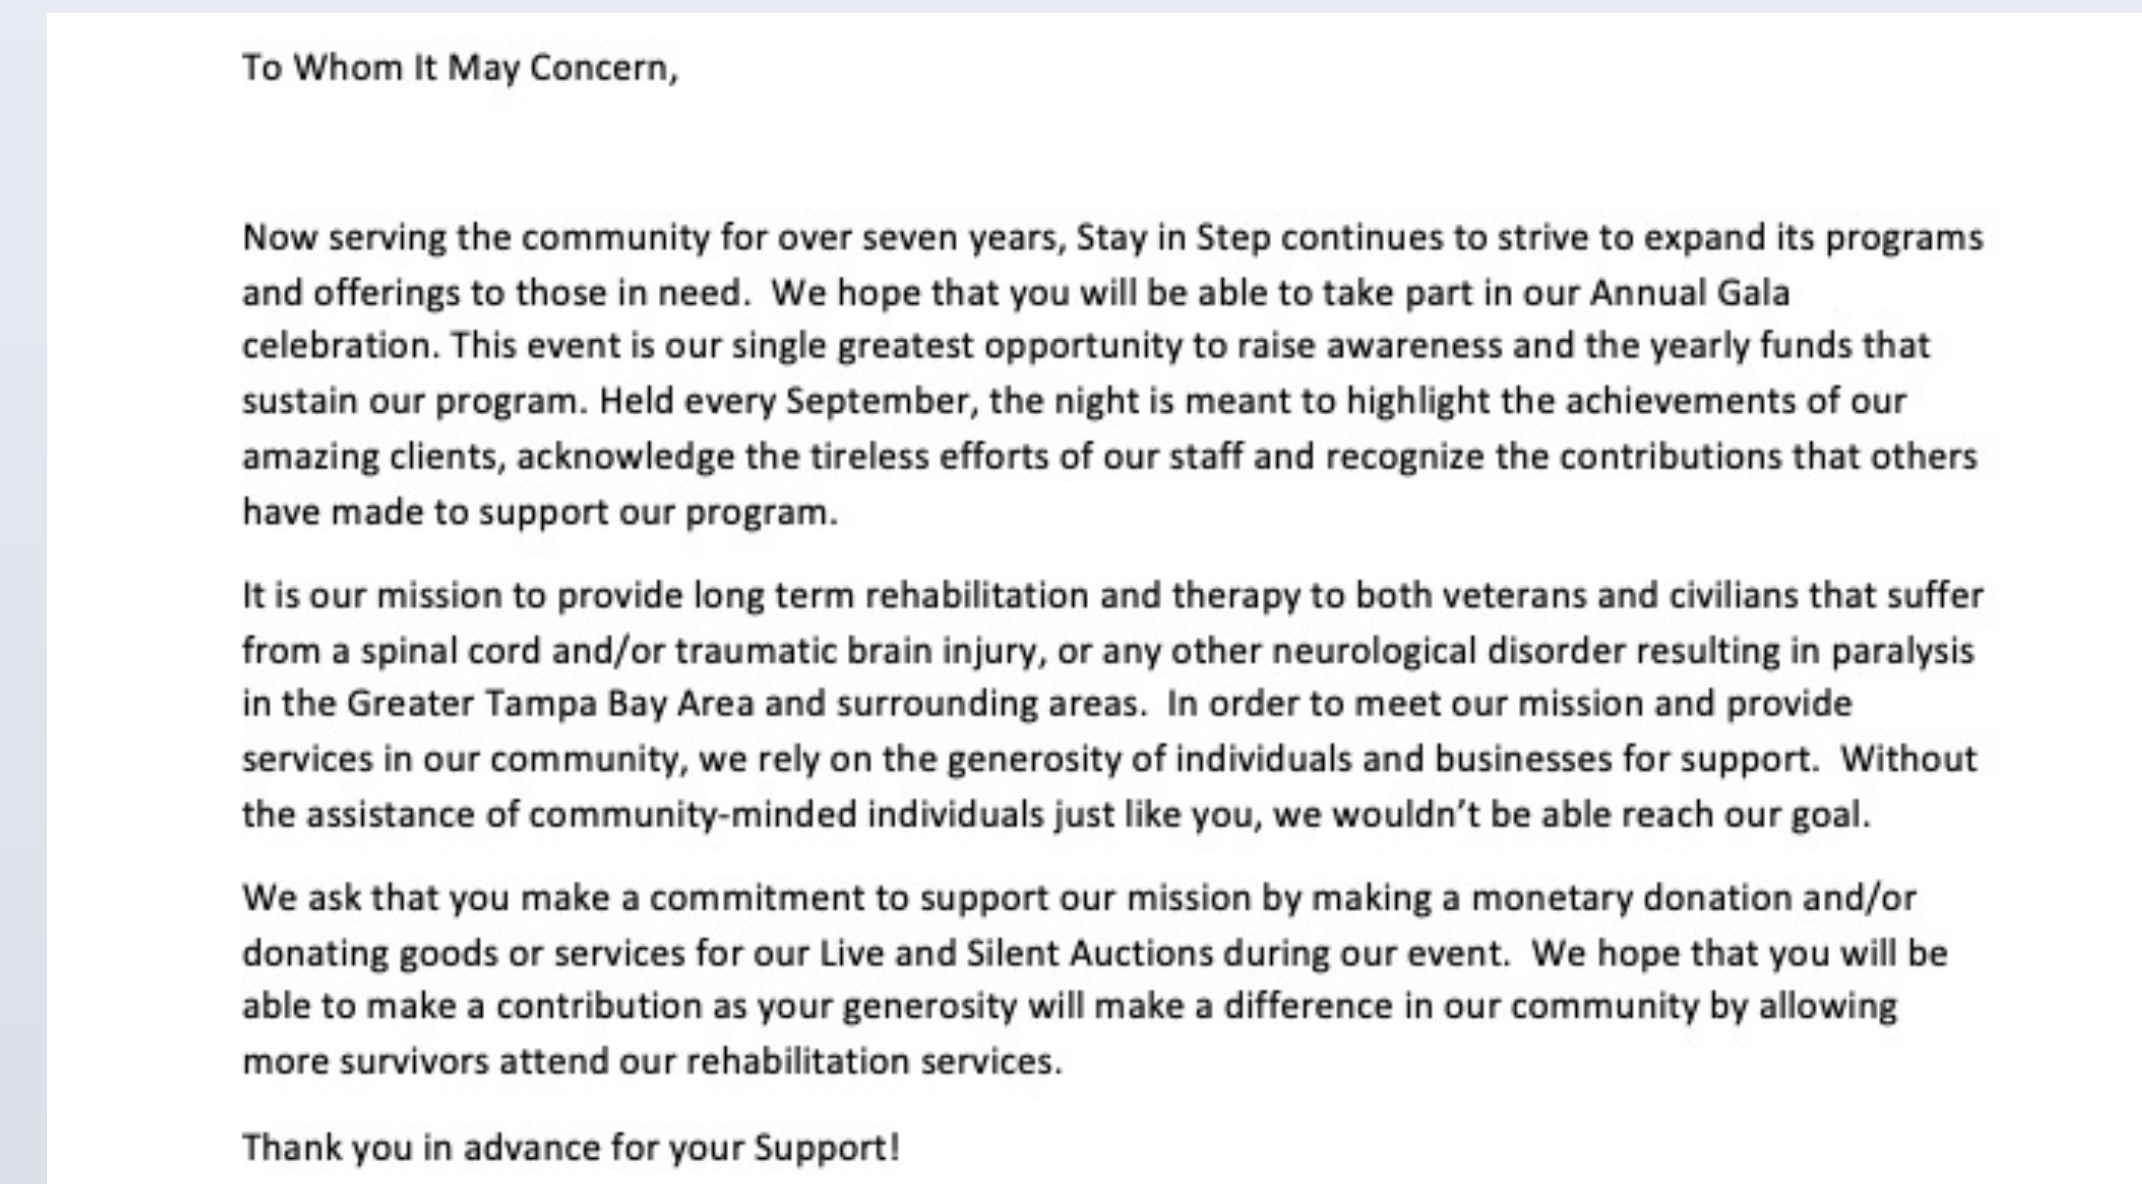 To Whom It May Concern,
Now serving the community for over seven years, Stay in Step continues to strive to expand its programs
and offerings to those in need.  We hope that you will be able to take part in our Annual Gala
celebration. This event is our single greatest opportunity to raise awareness and the yearly funds that
sustain our program. Held every September, the night is meant to highlight the achievements of our
amazing clients, acknowledge the tireless efforts of our staff and recognize the contributions that others
have made to support our program.
It is our mission to provide long term rehabilitation and therapy to both veterans and civilians that suffer
from a spinal cord and/or traumatic brain injury, or any other neurological disorder resulting in paralysis
in the Greater Tampa Bay Area and surrounding areas.  In order to meet our mission and provide
services in our community, we rely on the generosity of individuals and businesses for support.  Without
the assistance of community-minded individuals just like you, we wouldn’t be able reach our goal.
We ask that you make a commitment to support our mission by making a monetary donation and/or
donating goods or services for our Live and Silent Auctions during our event.  We hope that you will be
able to make a contribution as your generosity will make a difference in our community by allowing
more survivors attend our rehabilitation services.
Thank you in advance for your Support!